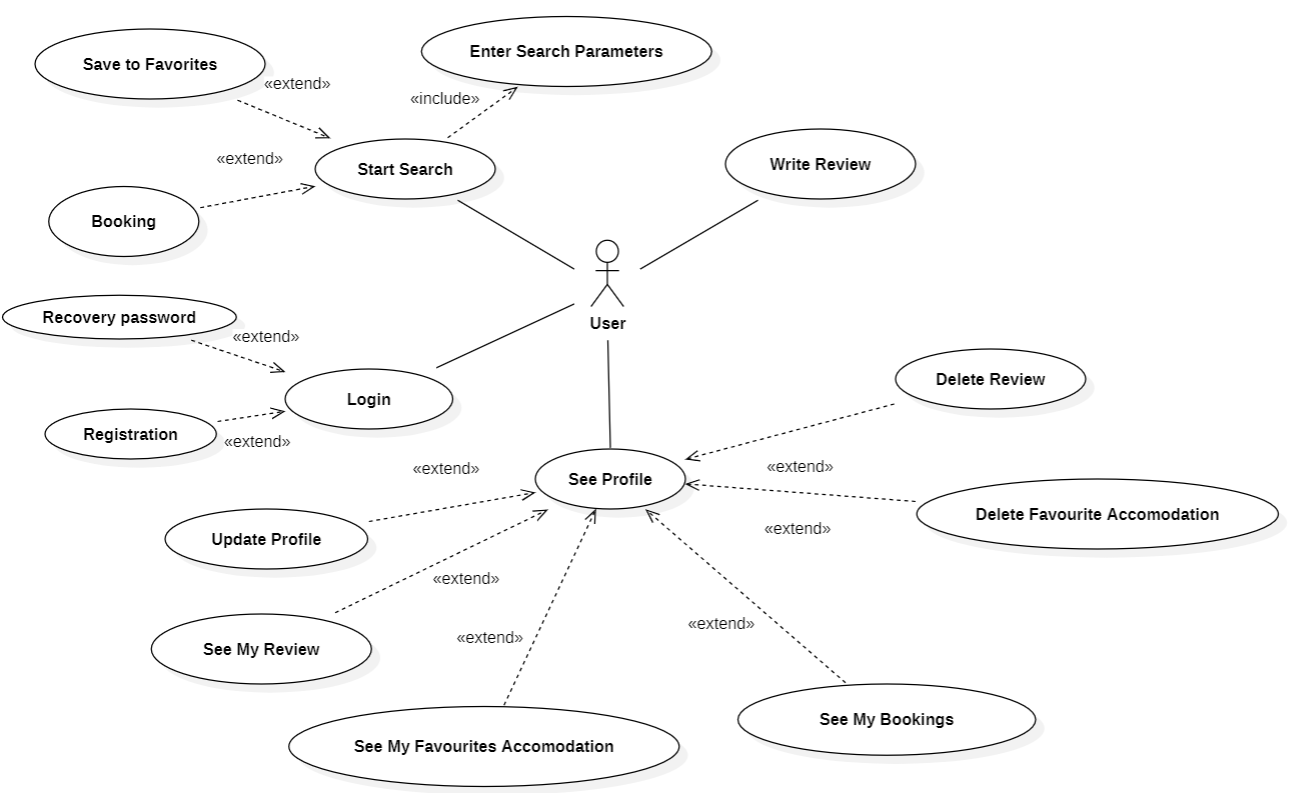 Enter Search Parameters
Save to Favorites
«extend»
«include»
«extend»
Start Search
Write Review
Booking
Recovery password
User
«extend»
Delete Review
Login
Registration
«extend»
«extend»
«extend»
See Profile
Delete Favourite Accomodation
«extend»
Update Profile
«extend»
«extend»
«extend»
See My Review
See My Bookings
See My Favourites Accomodation